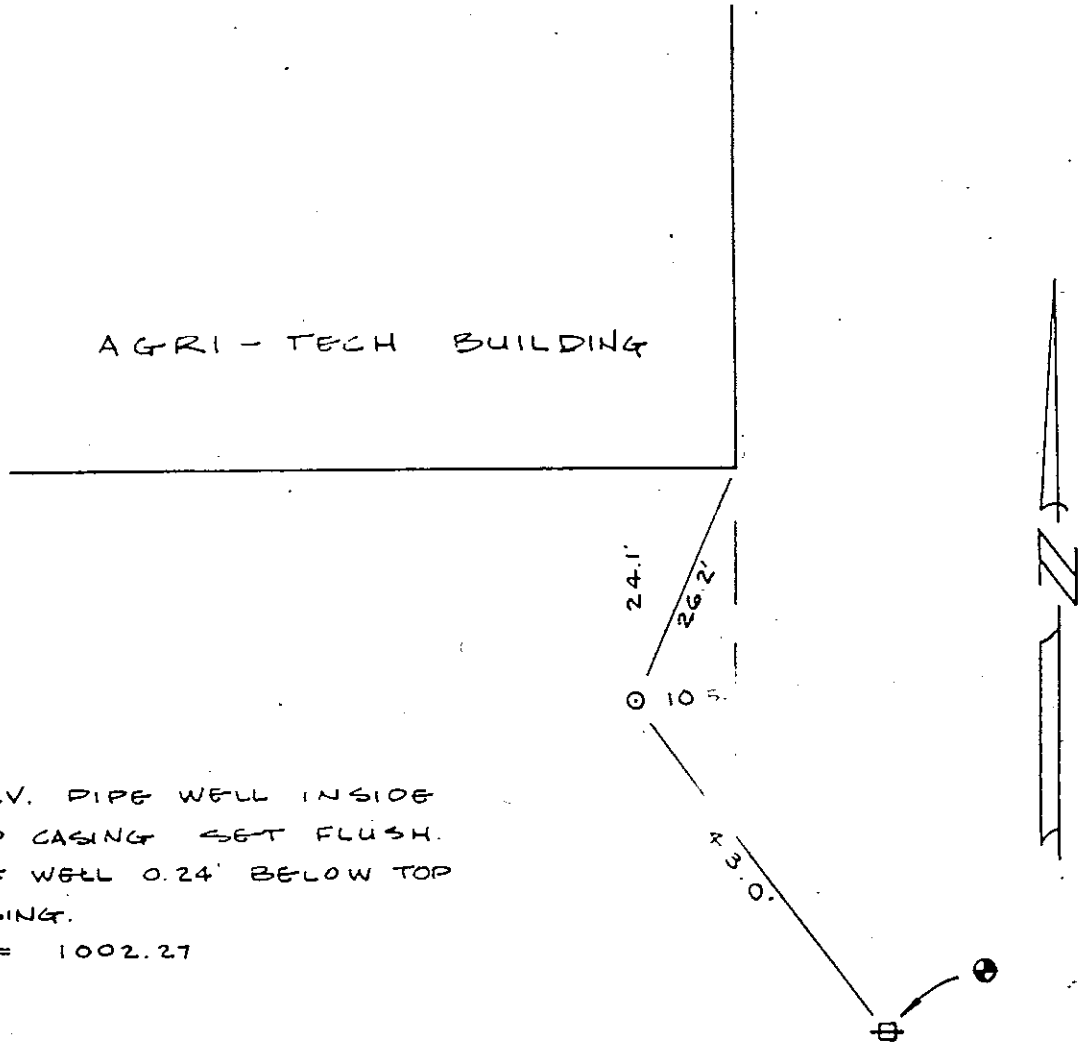 AGRI-TECH BUILDING
24.1'
26.2'
10 5.
V. PIPE WELL INSIDE
CASING SET FLUSH.
WELL 0.24' BELOW TOP
SING.
= 1002.27
3.0'
N